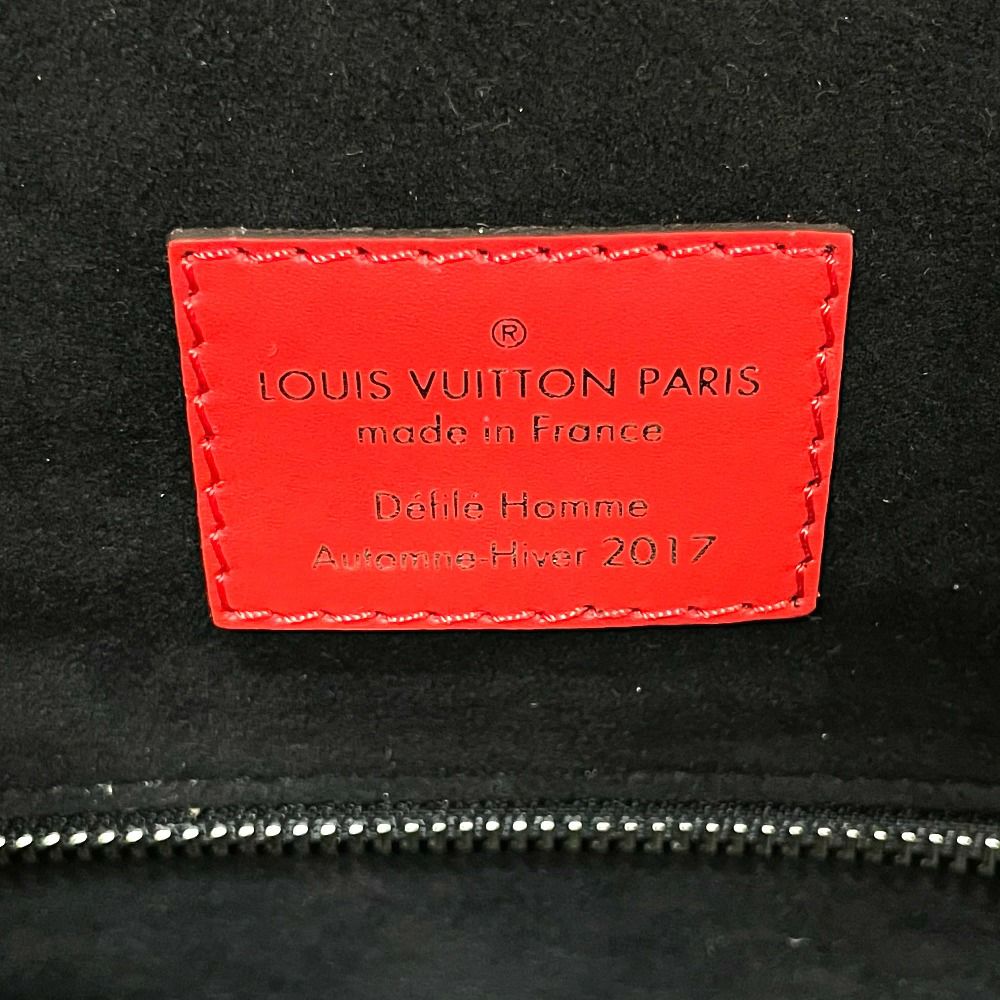 ®
LOUIS VUITTON PARIS
made in France
Défilé Homme
Automne-Hiver 2017